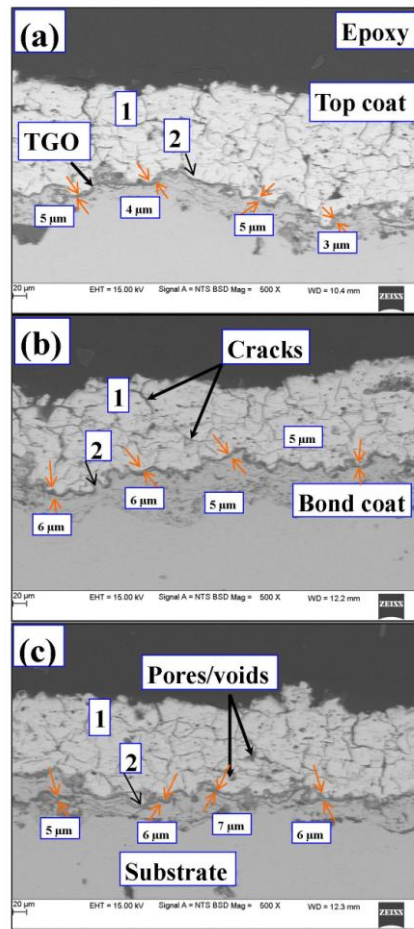 (a)
Epoxy
Top coat
1
2
TGO
5 µm
4 µm
5 µm
3 µm
20 µm
EHT = 15.00 kV Signal A = NTS BSD Mag = 500 X WD = 10.4 mm
ZEISS
(b)
Cracks
1
2
5 µm
6 µm
6 µm
5 µm
Bond coat
20 µm
EHT = 15.00 kV Signal A = NTS BSD Mag = 500 X WD = 12.2 mm
ZEISS
(c)
Pores/voids
1
2
5 µm
6 µm
7 µm
6 µm
Substrate
20 µm
EHT = 15.00 kV Signal A = NTS BSD Mag = 500 X WD = 12.3 mm
ZEISS